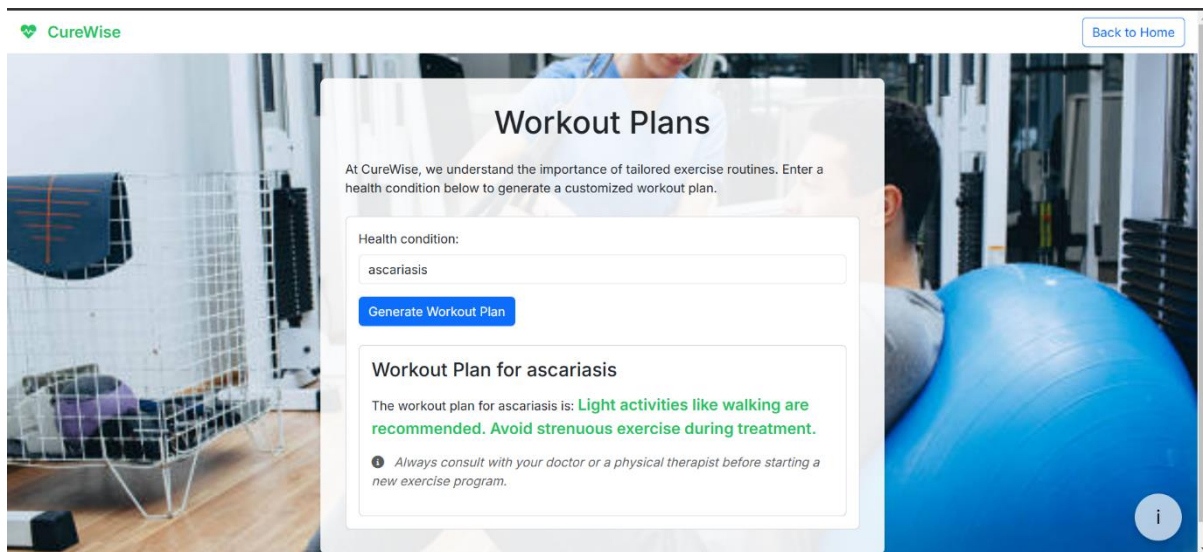 CureWise
Back to Home
Workout Plans
At CureWise, we understand the importance of tailored exercise routines. Enter a
health condition below to generate a customized workout plan.
Health condition:
ascariasis
Generate Workout Plan
Workout Plan for ascariasis
The workout plan for ascariasis is: Light activities like walking are
recommended. Avoid strenuous exercise during treatment.
Always consult with your doctor or a physical therapist before starting a
new exercise program.
i